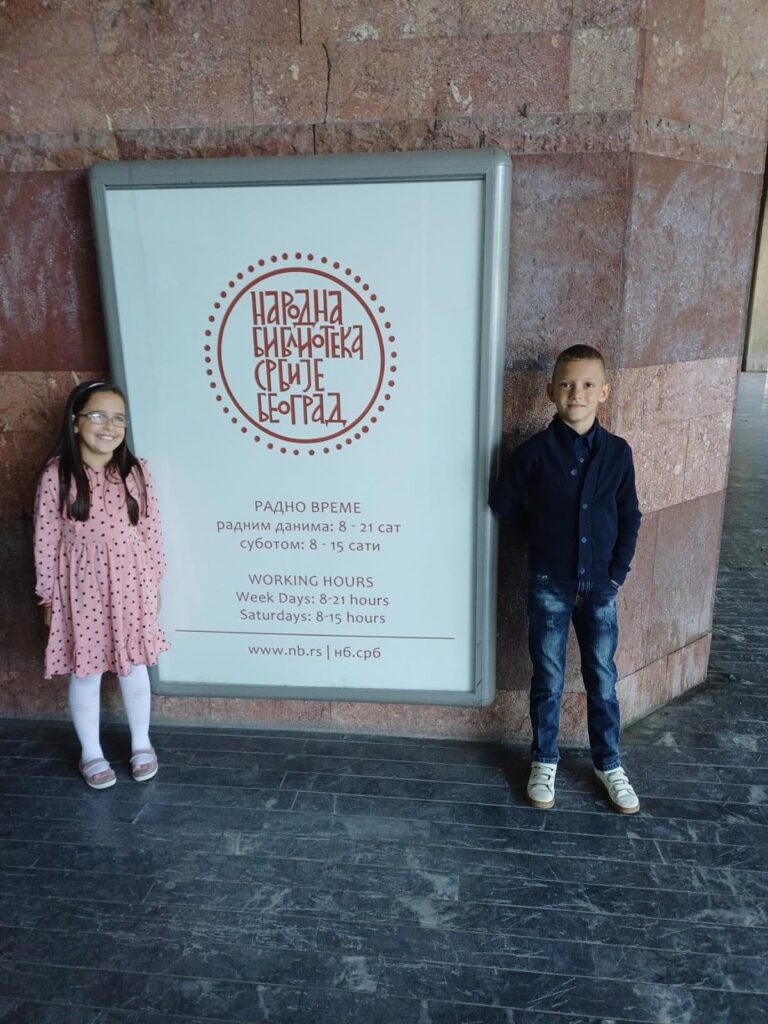 НАРОДНА
БИБЛИОТЕКА
СРБИЈЕ
БЕОГРАД
РАДНО ВРЕМЕ
радним данима: 8 - 21 сат
суботом: 8 - 15 сати
WORKING HOURS
Week Days: 8-21 hours
Saturdays: 8-15 hours
www.nb.rs | нб.срб